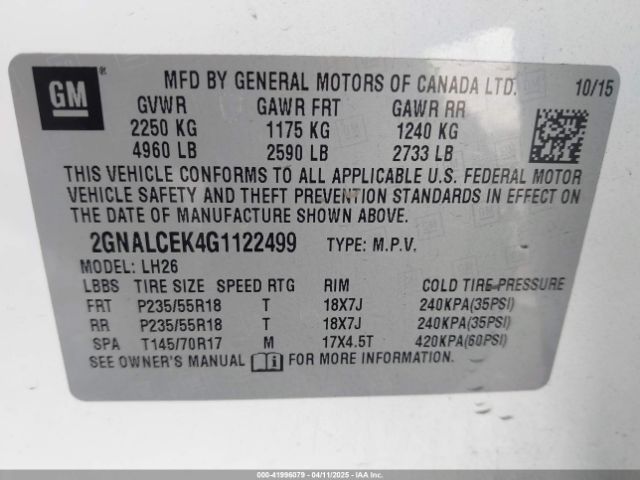 GM ® MFD BY GENERAL MOTORS OF CANADA LTD. 10/15
GVWR GAWR FRT GAWR RR
2250 KG 1175 KG 1240 KG
4960 LB 2590 LB 2733 LB
THIS VEHICLE CONFORMS TO ALL APPLICABLE U.S. FEDERAL MOTOR
VEHICLE SAFETY AND THEFT PREVENTION STANDARDS IN EFFECT ON
THE DATE OF MANUFACTURE SHOWN ABOVE.
2GNALCEK4G1122499 TYPE: M.P.V.
MODEL: LH26
LBBS TIRE SIZE SPEED RTG RIM COLD TIRE PRESSURE
FRT P235/55R18 T 18X7J 240KPA(35PSI)
RR P235/55R18 T 18X7J 240KPA(35PSI)
SPA T145/70R17 M 17X4.5T 420KPA(60PSI)
SEE OWNER'S MANUAL FOR MORE INFORMATION.
000-41996079 - 04/11/2025 - IAAI.COM